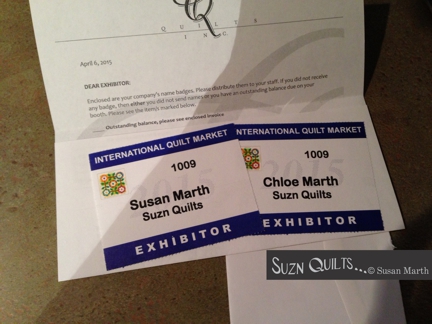 QUILTS
INC.
April 6, 2015
DEAR EXHIBITOR:
Enclosed are your company's name badges. Please distribute them to your staff. If you did not receive
any badge, then either you did not send names or you have an outstanding balance due on your
booth. Please see the item/s marked below.
Outstanding balance, please see enclosed invoice
INTERNATIONAL QUILT MARKET
1009
2015
Susan Marth
Suzn Quilts
EXHIBITOR
INTERNATIONAL QUILT MARKET
1009
2015
Chloe Marth
Suzn Quilts
EXHIBITOR
SUZN QUILTS...© Susan Marth